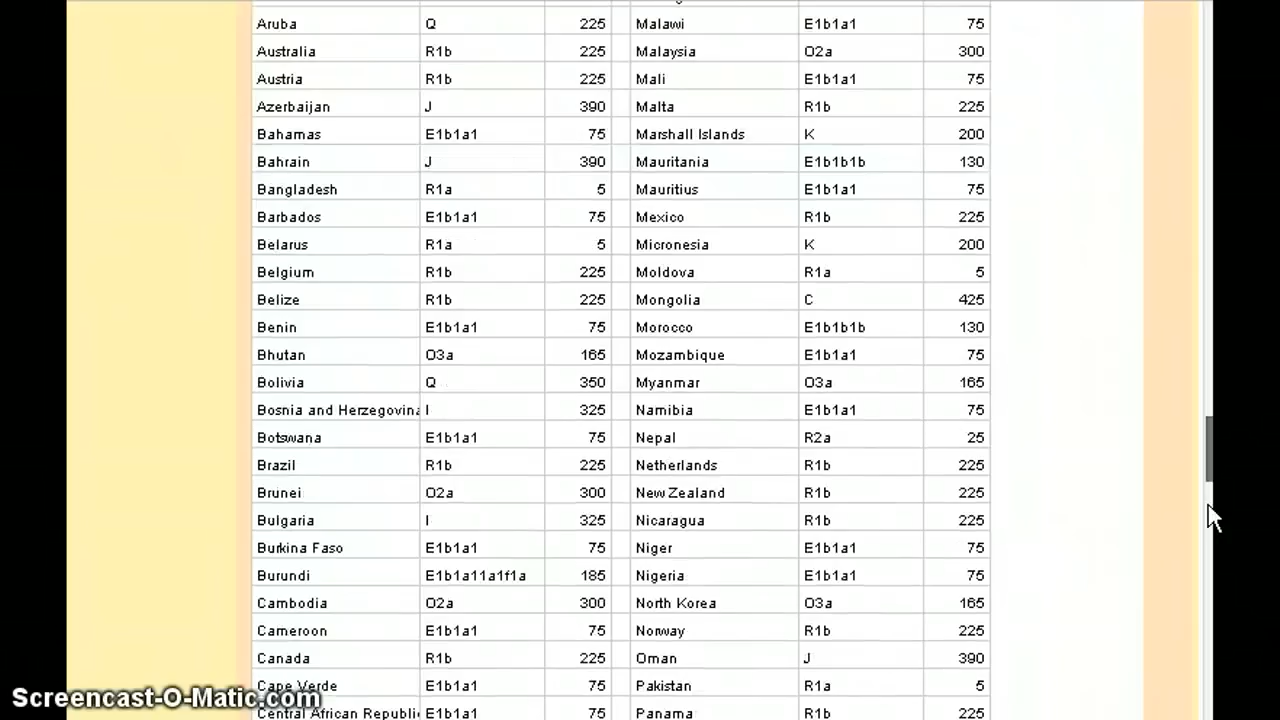 Aruba Q 225 Malawi E1b1a1 75
Australia R1b 225 Malaysia O2a 300
Austria R1b 225 Mali E1b1a1 75
Azerbaijan J 390 Malta R1b 225
Bahamas E1b1a1 75 Marshall Islands K 200
Bahrain J 390 Mauritania E1b1b1b 130
Bangladesh R1a 5 Mauritius E1b1a1 75
Barbados E1b1a1 75 Mexico R1b 225
Belarus R1a 5 Micronesia K 200
Belgium R1b 225 Moldova R1a 5
Belize R1b 225 Mongolia C 425
Benin E1b1a1 75 Morocco E1b1b1b 130
Bhutan O3a 165 Mozambique E1b1a1 75
Bolivia Q 350 Myanmar O3a 165
Bosnia and Herzegovina I 325 Namibia E1b1a1 75
Botswana E1b1a1 75 Nepal R2a 25
Brazil R1b 225 Netherlands R1b 225
Brunei O2a 300 New Zealand R1b 225
Bulgaria I 325 Nicaragua R1b 225
Burkina Faso E1b1a1 75 Niger E1b1a1 75
Burundi E1b1a11a1f1a 185 Nigeria E1b1a1 75
Cambodia O2a 300 North Korea O3a 165
Cameroon E1b1a1 75 Norway R1b 225
Canada R1b 225 Oman J 390
Cape Verde E1b1a1 75 Pakistan R1a 5
Central African Republi E1b1a1 75 Panama R1b 225
Screencast-O-Matic.com